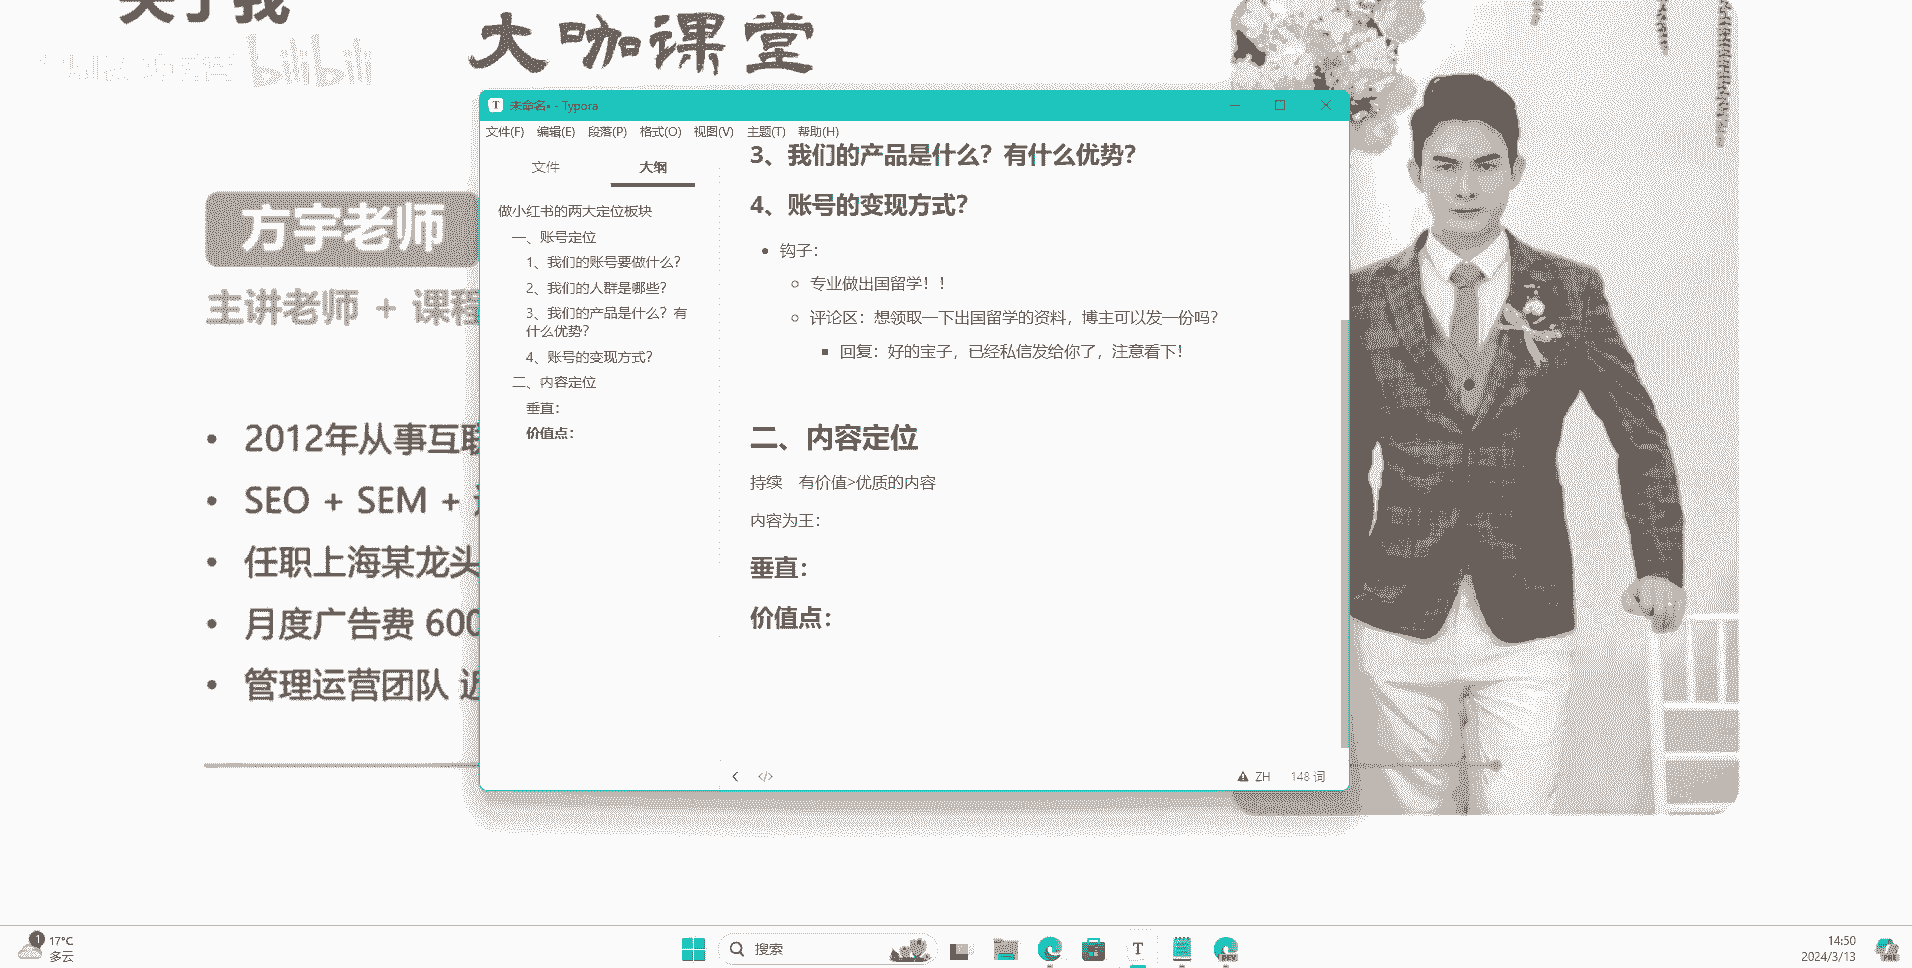 关于我
bilibili
大咖课堂
方宇老师
主讲老师 + 课程
• 2012年从事互联
• SEO + SEM +
• 任职上海某龙头
• 月度广告费 600
• 管理运营团队 近
T 未命名• - Typora
文件(F) 编辑(E) 段落(P) 格式(O) 视图(V) 主题(T) 帮助(H)
文件 大纲
做小红书的两大定位板块
一、账号定位
1、我们的账号要做什么？
2、我们的人群是哪些？
3、我们的产品是什么？有
什么优势？
4、账号的变现方式？
二、内容定位
垂直：
价值点：
3、我们的产品是什么？有什么优势？
4、账号的变现方式？
• 钩子：
○ 专业做出国留学！！
○ 评论区：想领取一下出国留学的资料，博主可以发一份吗？
▪ 回复：好的宝子，已经私信发给你了，注意看下！
二、内容定位
持续 有价值>优质的内容
内容为王：
垂直：
价值点：
</> ZH 148 词
1 17°C
多云
搜索
T
DEV
14:50
2024/3/13
PRE